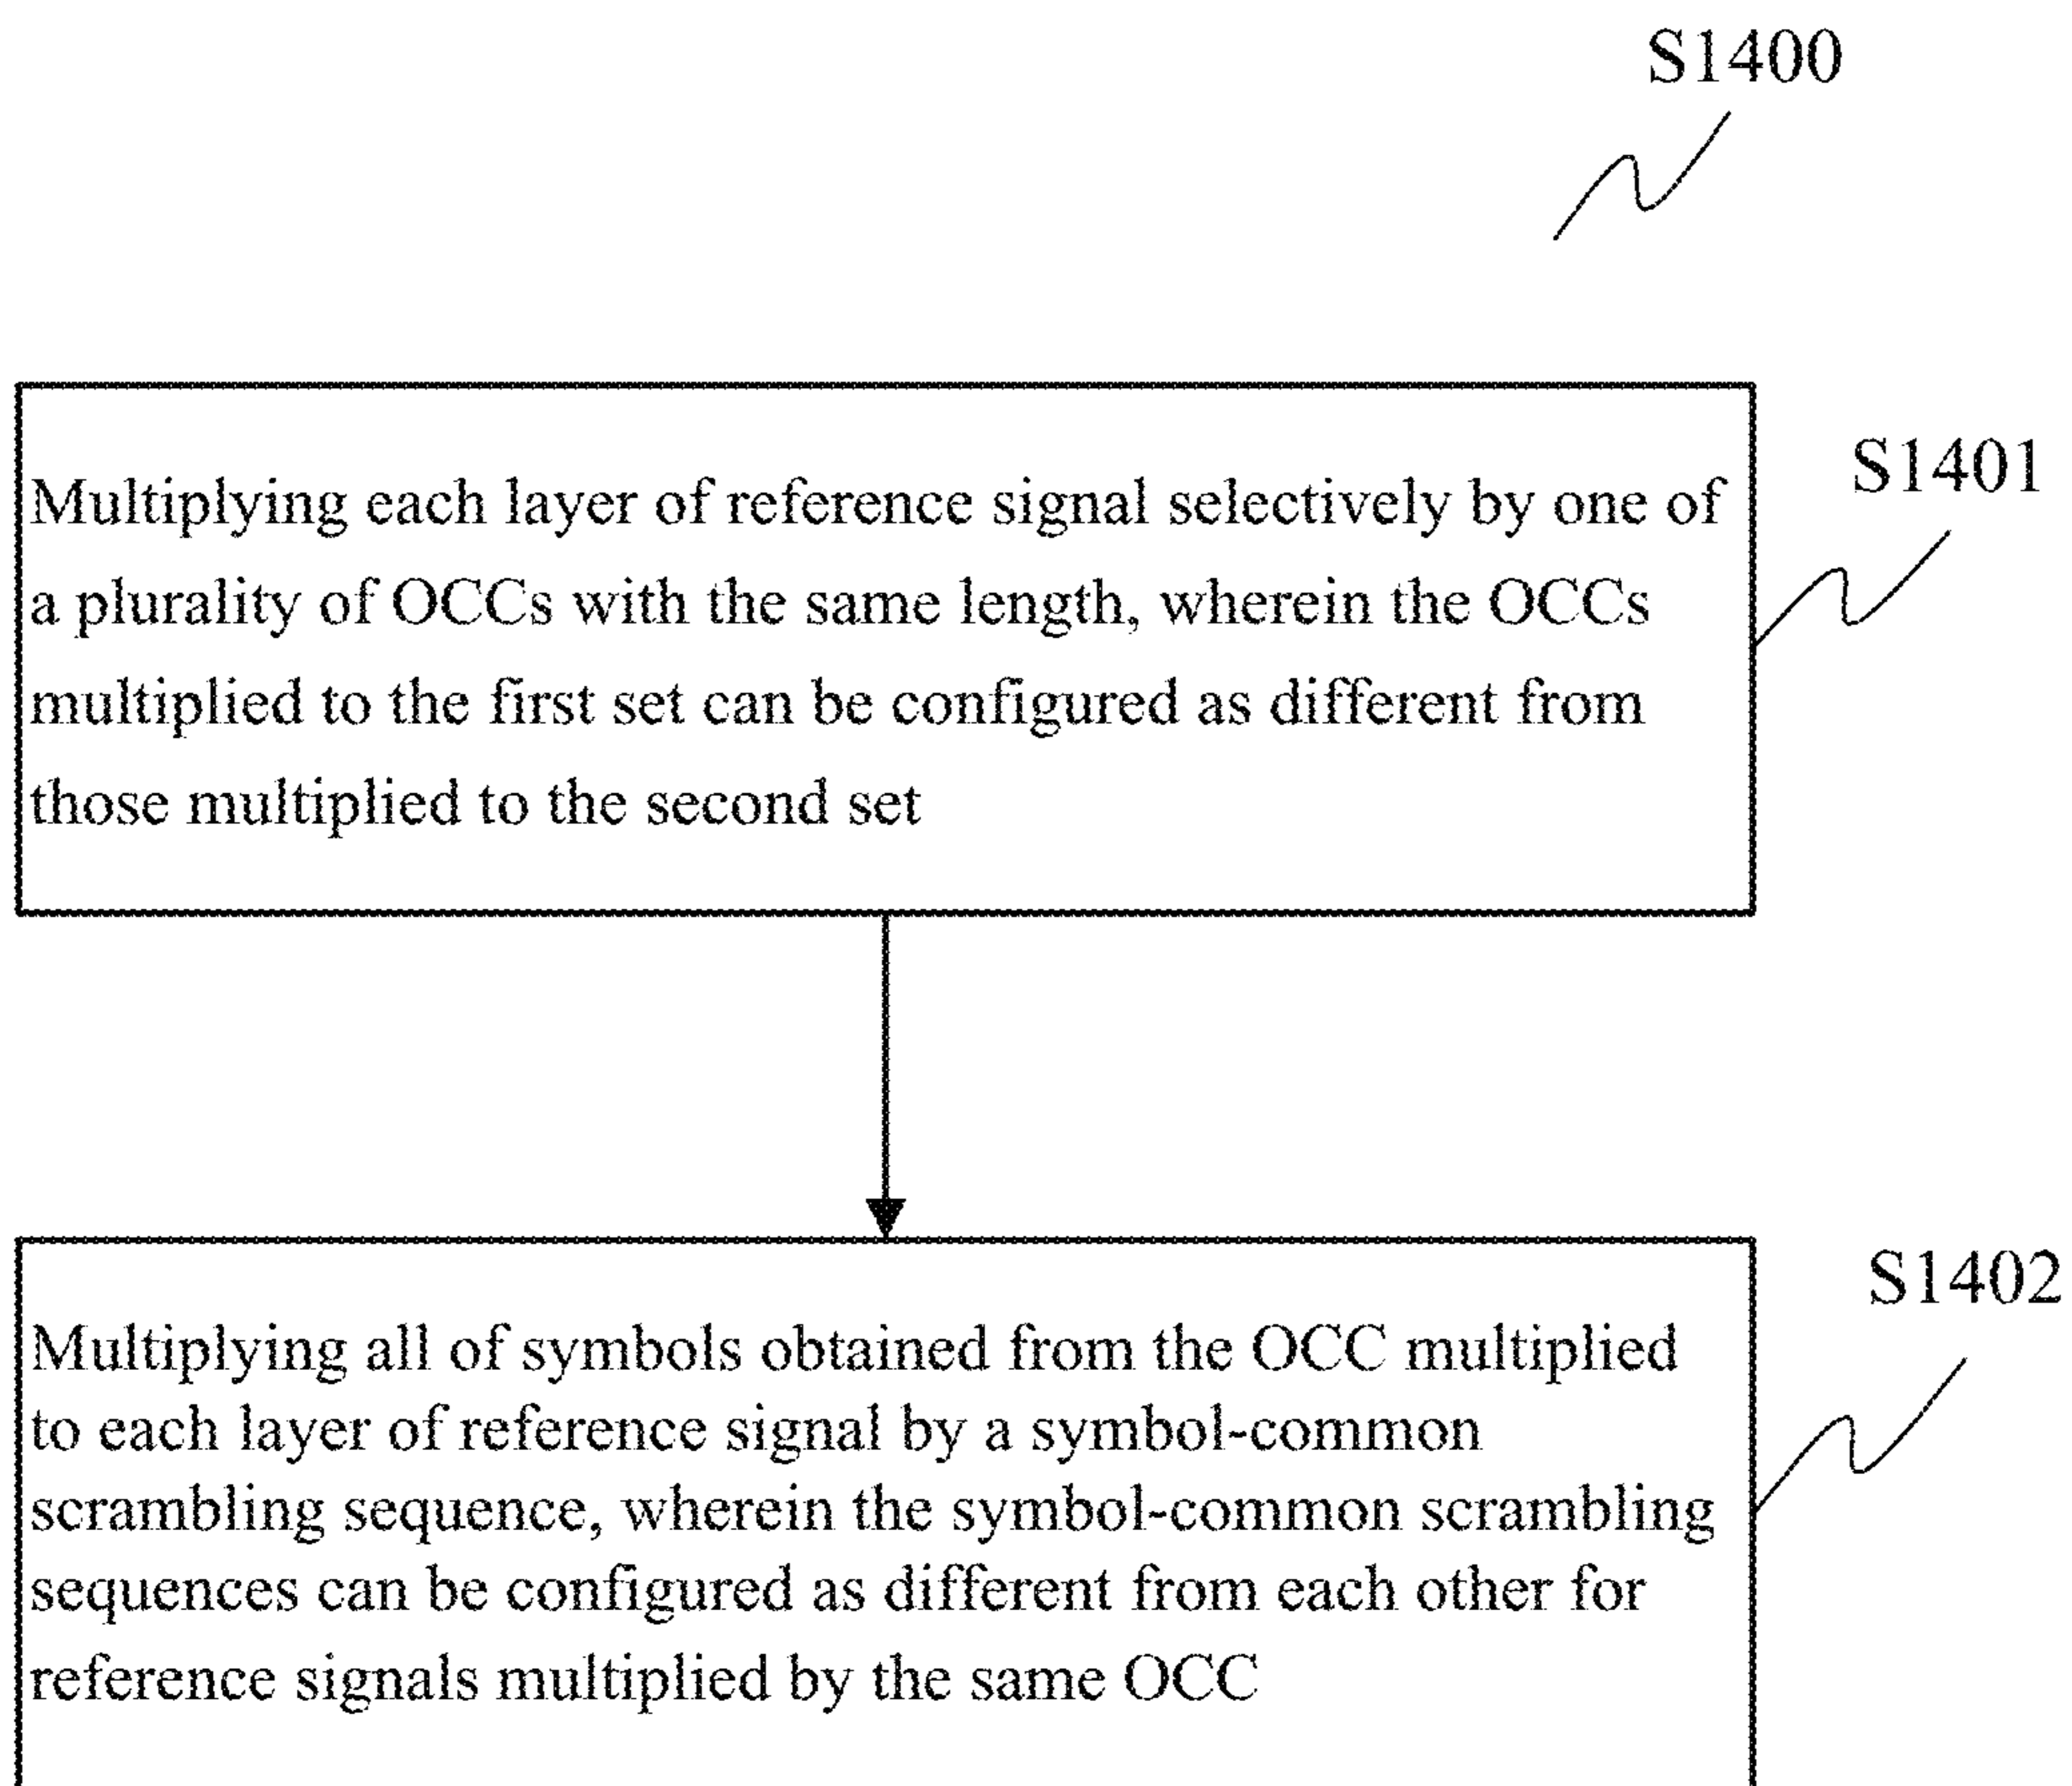 S1400
Multiplying each layer of reference signal selectively by one of
a plurality of OCCs with the same length, wherein the OCCs
multiplied to the first set can be configured as different from
those multiplied to the second set
S1401
Multiplying all of symbols obtained from the OCC multiplied
to each layer of reference signal by a symbol-common
scrambling sequence, wherein the symbol-common scrambling
sequences can be configured as different from each other for
reference signals multiplied by the same OCC
S1402